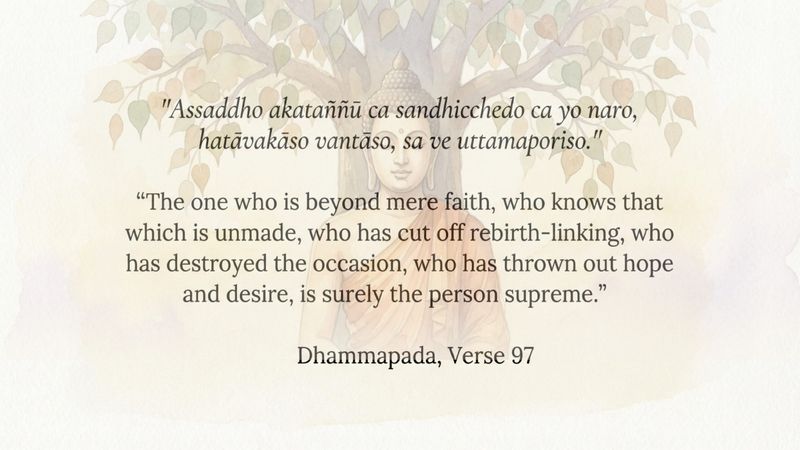 "Assaddho akataññū ca sandhicchedo ca yo naro,
hatāvakāso vantāso, sa ve uttamaporiso."
“The one who is beyond mere faith, who knows that
which is unmade, who has cut off rebirth-linking, who
has destroyed the occasion, who has thrown out hope
and desire, is surely the person supreme.”
Dhammapada, Verse 97